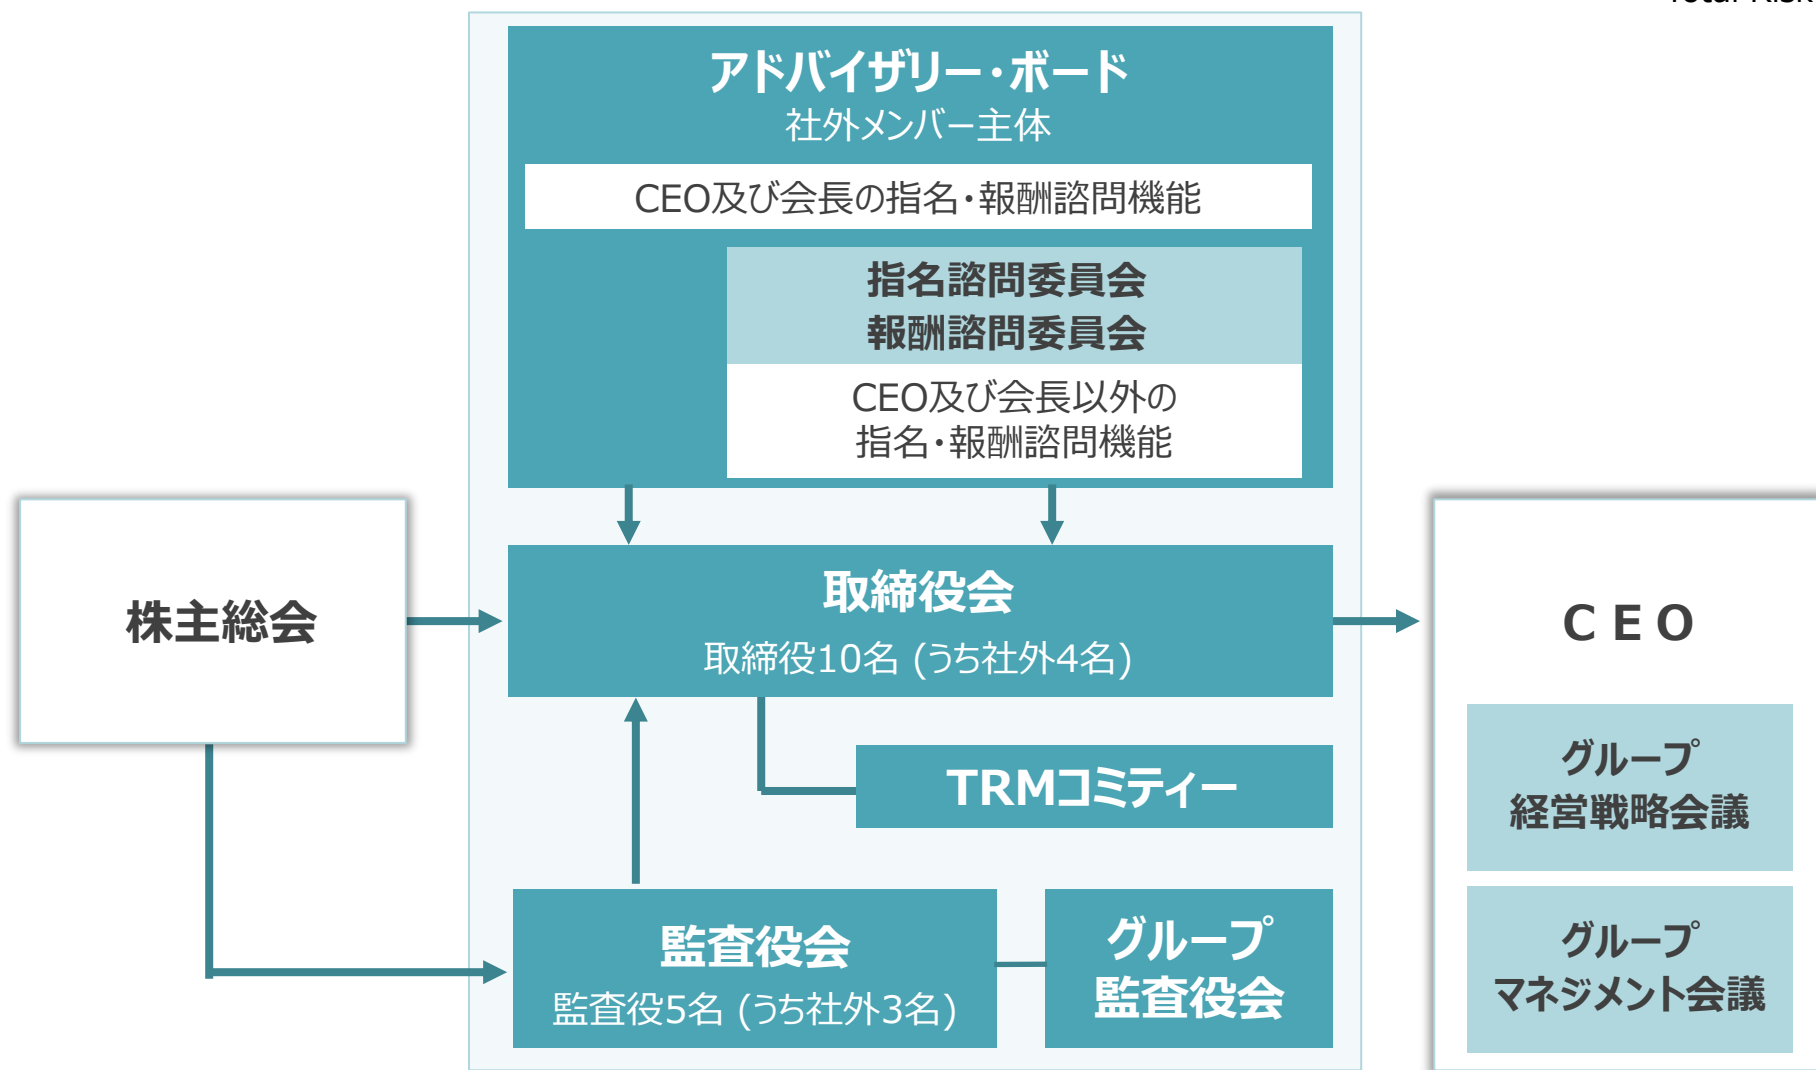 Total Risk
アドバイザリー・ボード
社外メンバー主体
CEO及び会長の指名・報酬諮問機能
指名諮問委員会
報酬諮問委員会
CEO及び会長以外の
指名・報酬諮問機能
株主総会
取締役会
取締役10名 (うち社外4名)
TRMコミティー
監査役会
監査役5名 (うち社外3名)
グループ
監査役会
CEO
グループ
経営戦略会議
グループ
マネジメント会議